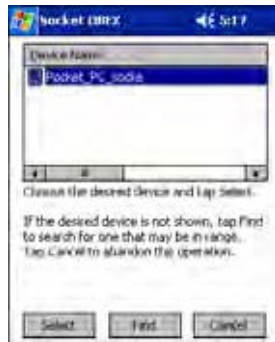 Socket OBEX 5:17
Device Name
Pocket_PC_socke
Choose the desired device and tap Select.
If the desired device is not shown, tap Find
to search for one that may be in range.
Tap Cancel to abandon this operation.
Select Find Cancel